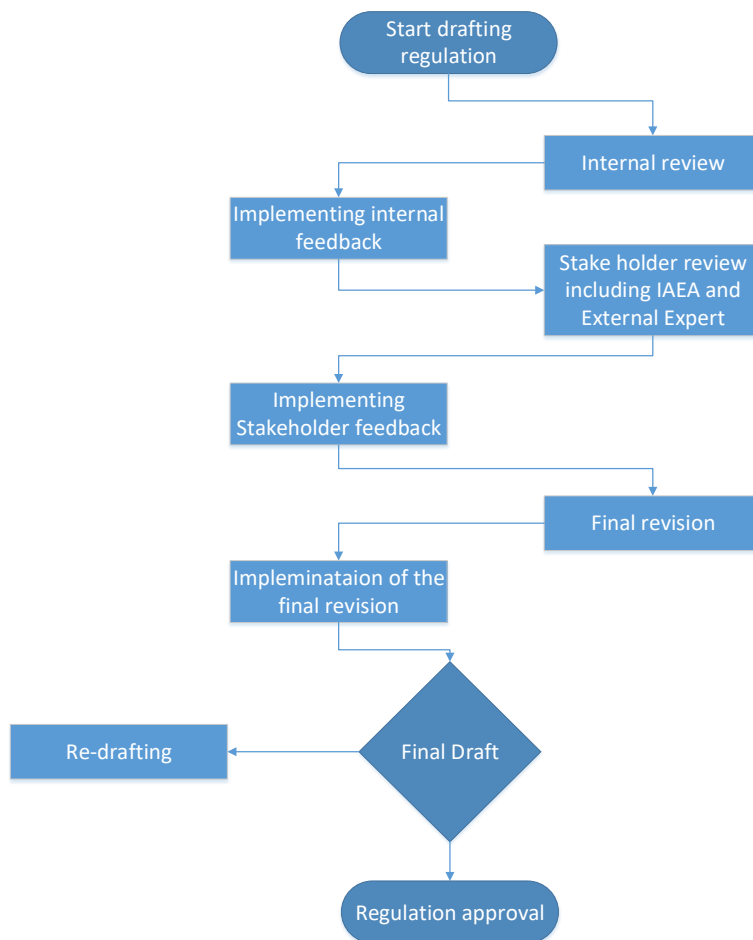 Start drafting
regulation
Internal review
Implementing internal
feedback
Stake holder review
including IAEA and
External Expert
Implementing
Stakeholder feedback
Final revision
Impleminataion of the
final revision
Final Draft
Re-drafting
Regulation approval